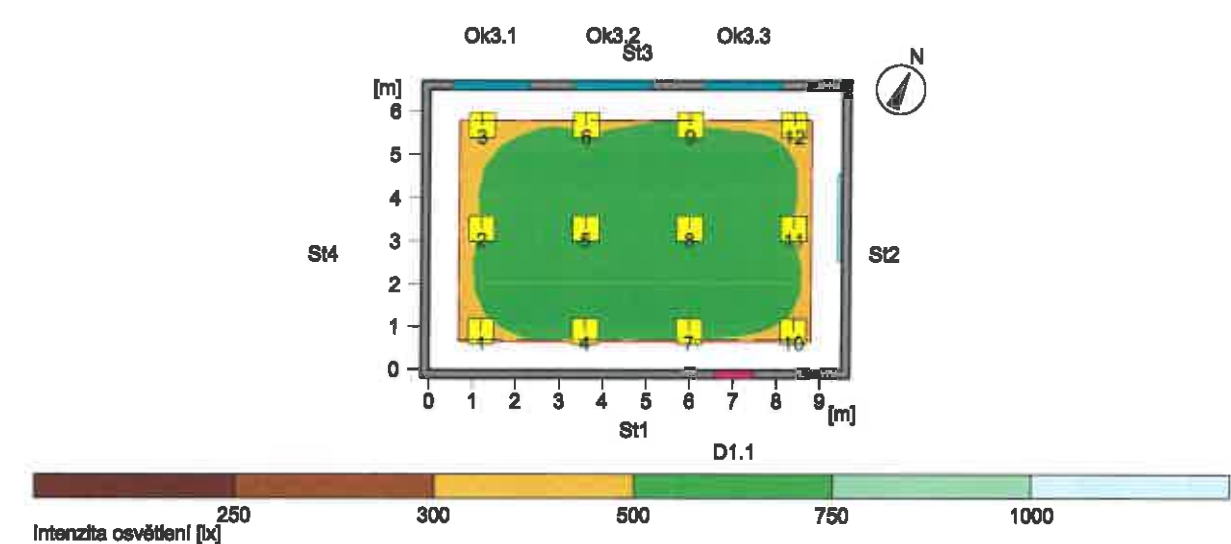 Ok3.1 Ok3.2 Ok3.3
St3
N
[m]
6
3 6 9 12
5
4
2 5 8 11
3
St4 St2
2
1
1 4 7 10
0
0 1 2 3 4 5 6 7 8 9 [m]
St1
D1.1
250 300 500 750 1000
Intenzita osvětlení [lx]